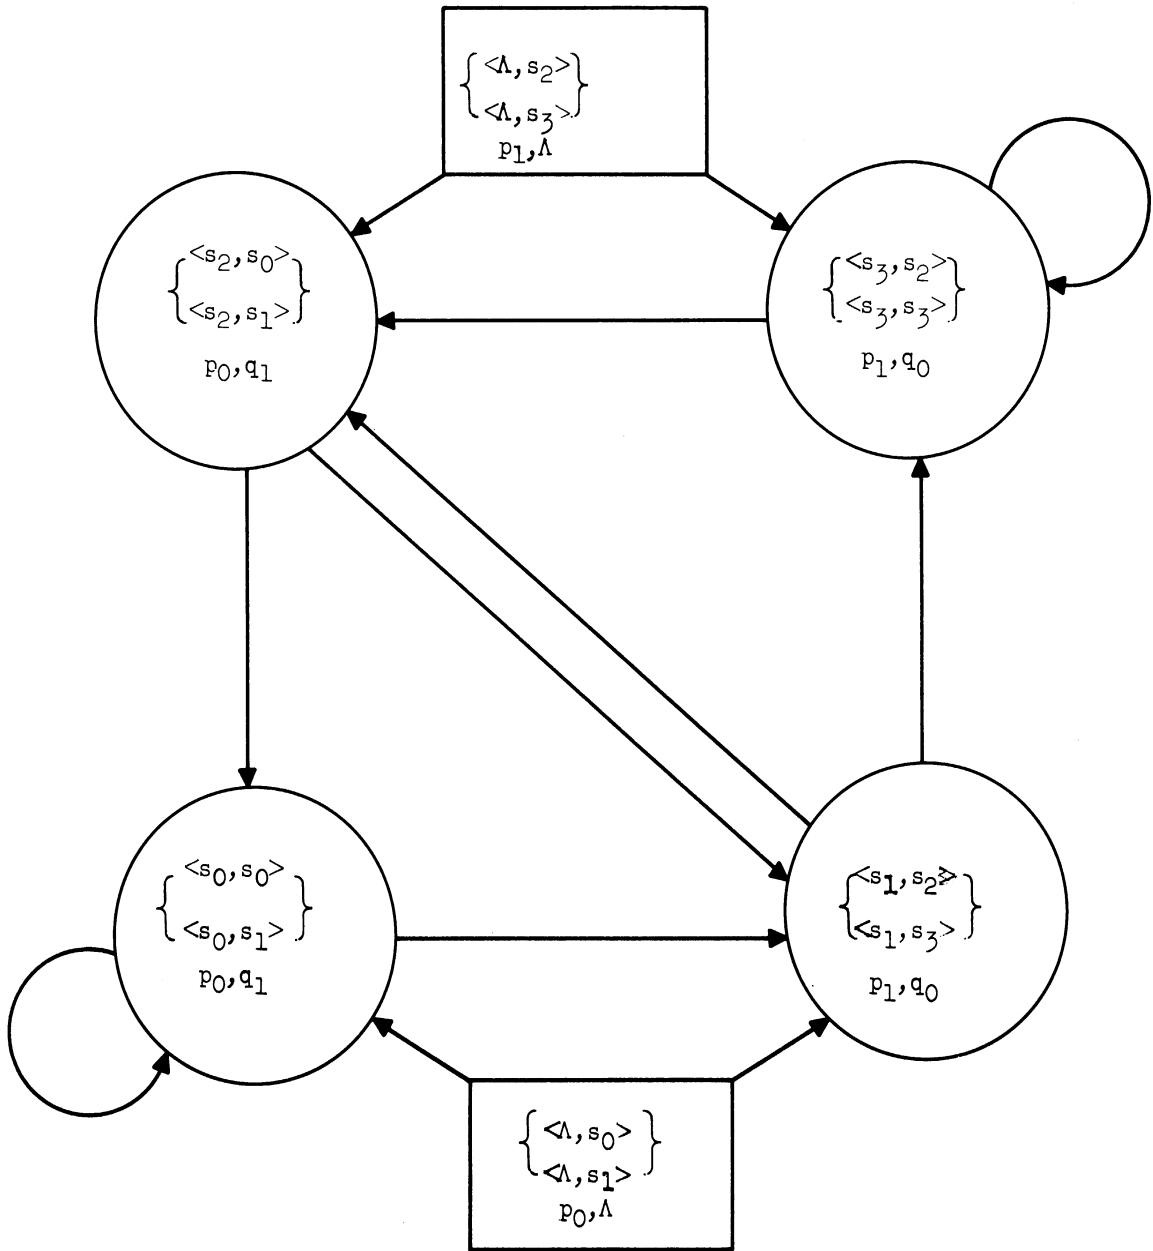 <Λ,s₂>
<Λ,s₃>
p₁,Λ
<s₂,s₀>
<s₂,s₁>
p₀,q₁
<s₃,s₂>
<s₃,s₃>
p₁,q₀
<s₀,s₀>
<s₀,s₁>
p₀,q₁
<s₁,s₂>
<s₁,s₃>
p₁,q₀
<Λ,s₀>
<Λ,s₁>
p₀,Λ